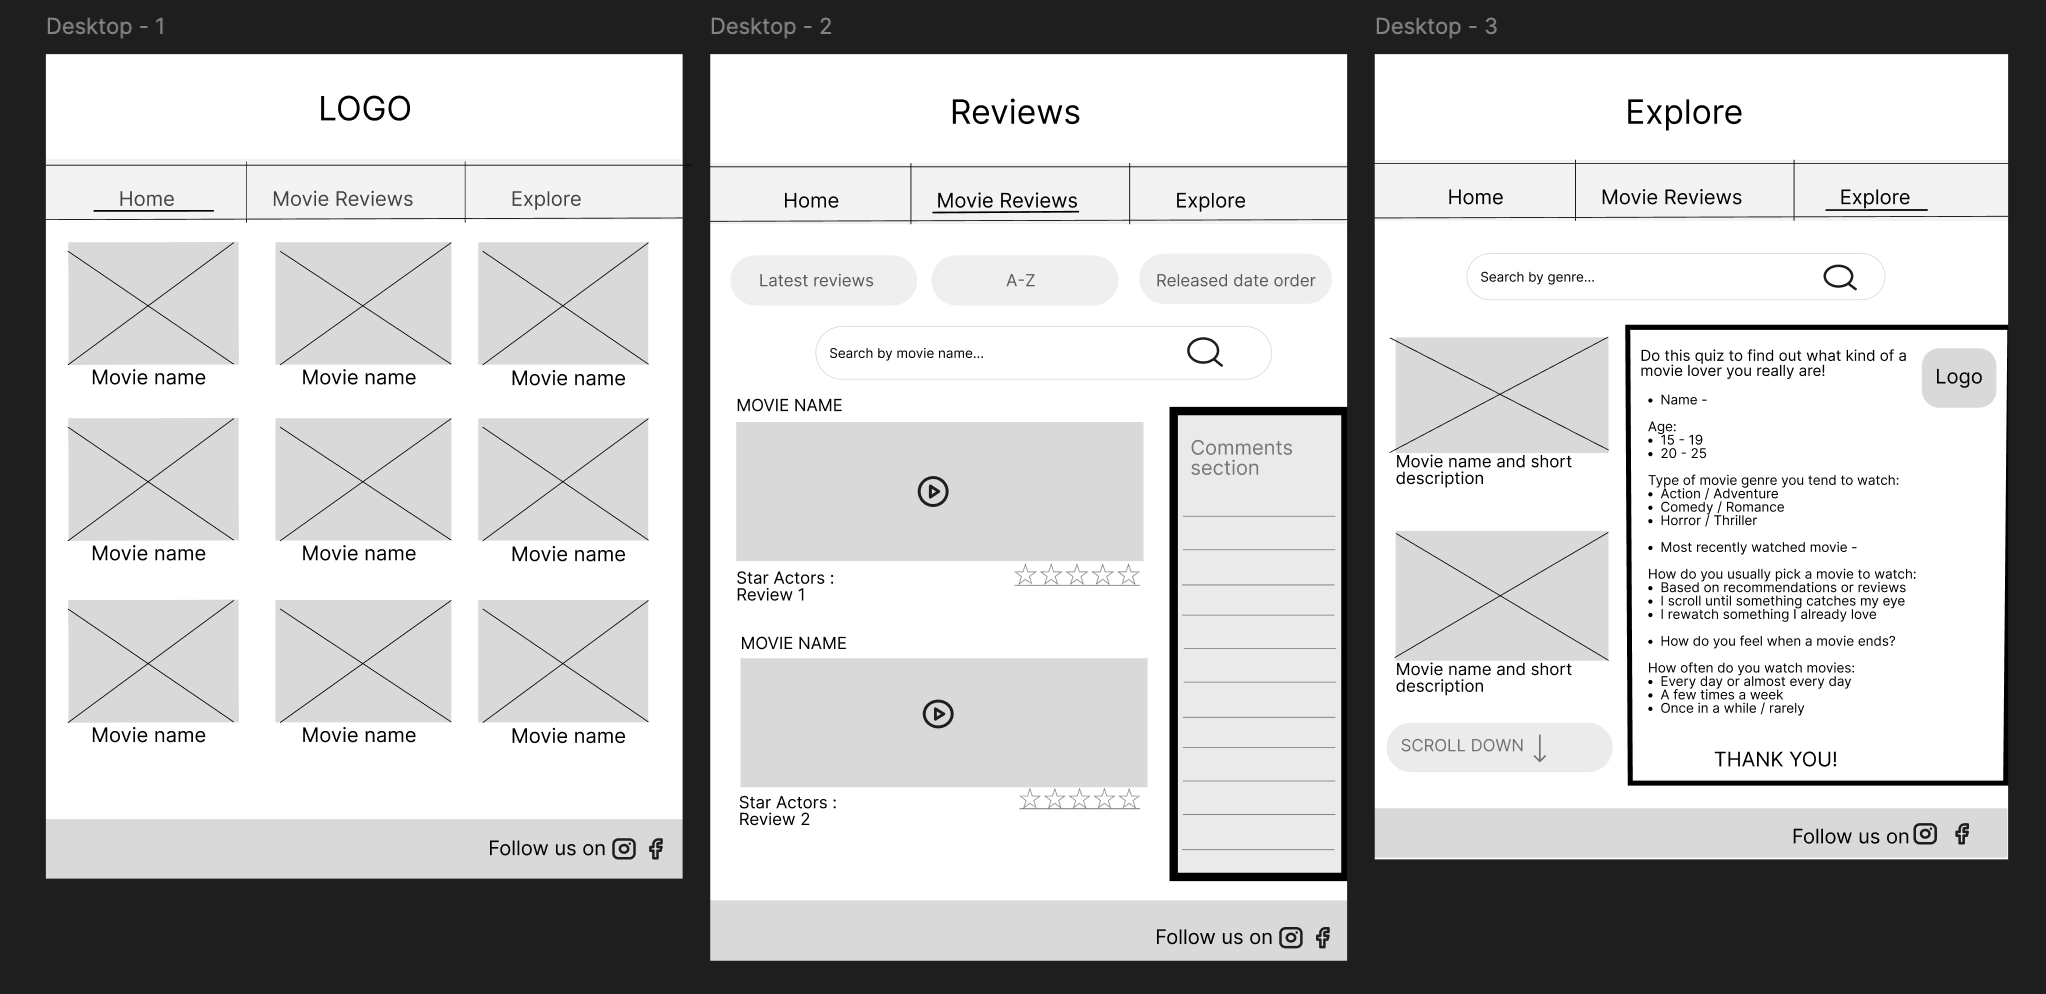 Desktop - 1
LOGO
Home
Movie Reviews
Explore
Movie name
Movie name
Movie name
Movie name
Movie name
Movie name
Movie name
Movie name
Movie name
Follow us on
Desktop - 2
Reviews
Home
Movie Reviews
Explore
Latest reviews
A-Z
Released date order
Search by movie name...
MOVIE NAME
Star Actors :
Review 1
MOVIE NAME
Star Actors :
Review 2
Comments
section
Follow us on
Desktop - 3
Explore
Home
Movie Reviews
Explore
Search by genre...
Movie name and short
description
Movie name and short
description
SCROLL DOWN
Do this quiz to find out what kind of a
movie lover you really are!
Logo
• Name -
Age:
• 15 - 19
• 20 - 25
Type of movie genre you tend to watch:
• Action / Adventure
• Comedy / Romance
• Horror / Thriller
• Most recently watched movie -
How do you usually pick a movie to watch:
• Based on recommendations or reviews
• I scroll until something catches my eye
• I rewatch something I already love
• How do you feel when a movie ends?
How often do you watch movies:
• Every day or almost every day
• A few times a week
• Once in a while / rarely
THANK YOU!
Follow us on